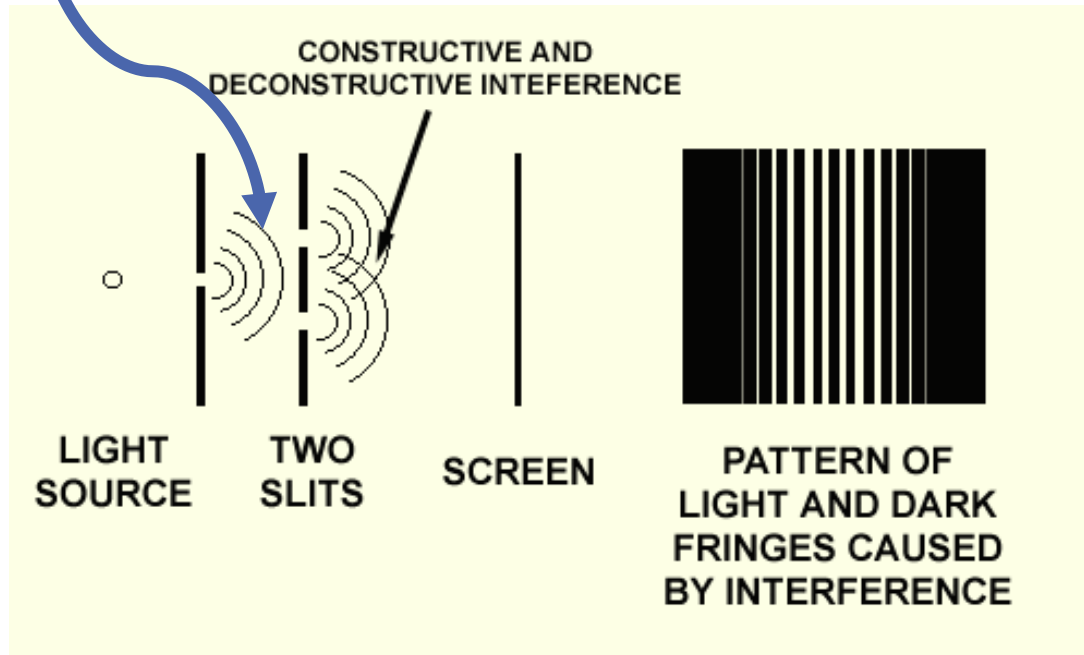 CONSTRUCTIVE AND
DECONSTRUCTIVE INTEFERENCE
LIGHT
SOURCE
TWO
SLITS
SCREEN
PATTERN OF
LIGHT AND DARK
FRINGES CAUSED
BY INTERFERENCE